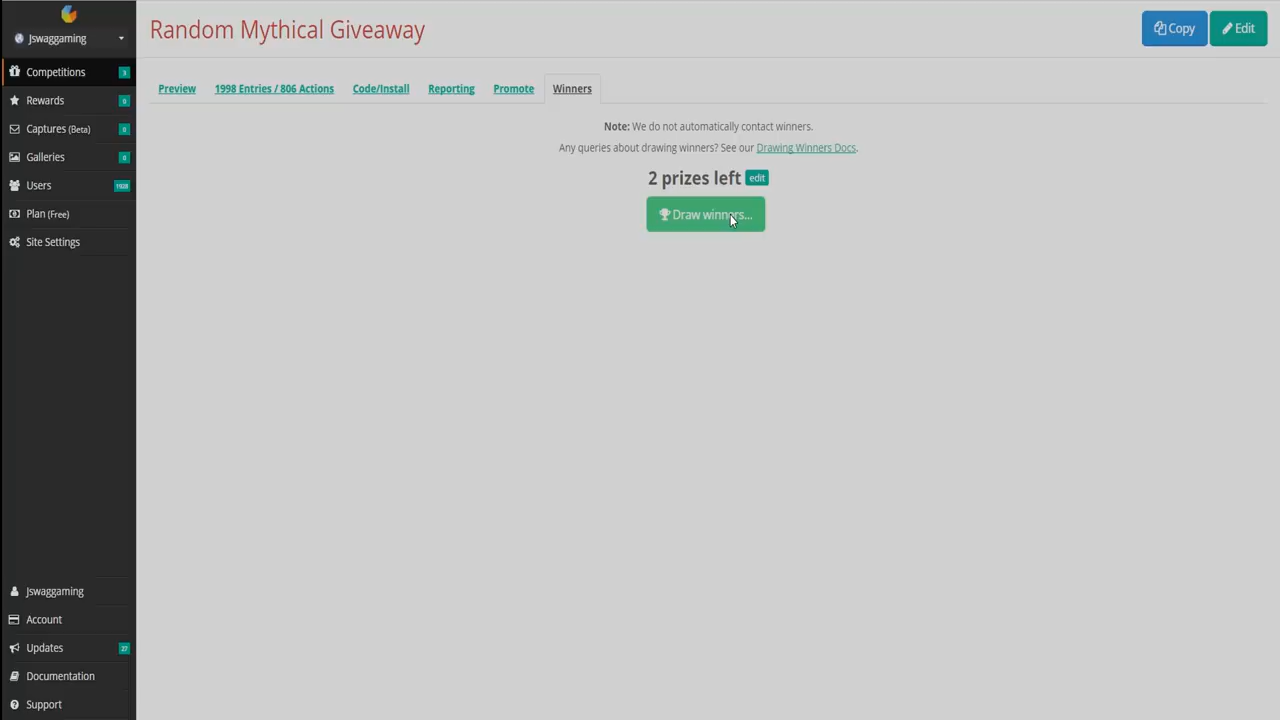 Jswaggaming
Competitions 3
Rewards 0
Captures (Beta) 0
Galleries 0
Users 1928
Plan (Free)
Site Settings
Jswaggaming
Account
Updates 27
Documentation
Support
Random Mythical Giveaway
Copy
Edit
Preview 1998 Entries / 806 Actions Code/Install Reporting Promote Winners
Note: We do not automatically contact winners.
Any queries about drawing winners? See our Drawing Winners Docs.
2 prizes left edit
Draw winners...